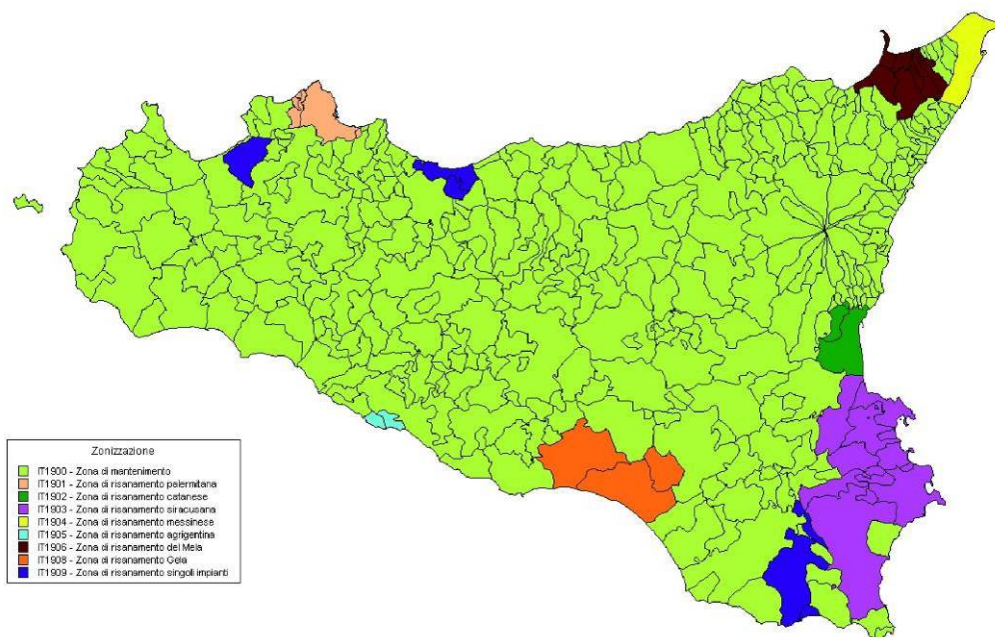 Zonizzazione
IT1900 - Zona di mantenimento
IT1901 - Zona di risanamento palermitana
IT1902 - Zona di risanamento catanese
IT1903 - Zona di risanamento siracusana
IT1904 - Zona di risanamento messinese
IT1905 - Zona di risanamento agrigentina
IT1906 - Zona di risanamento del Mela
IT1908 - Zona di risanamento Gela
IT1909 - Zona di risanamento singoli impianti